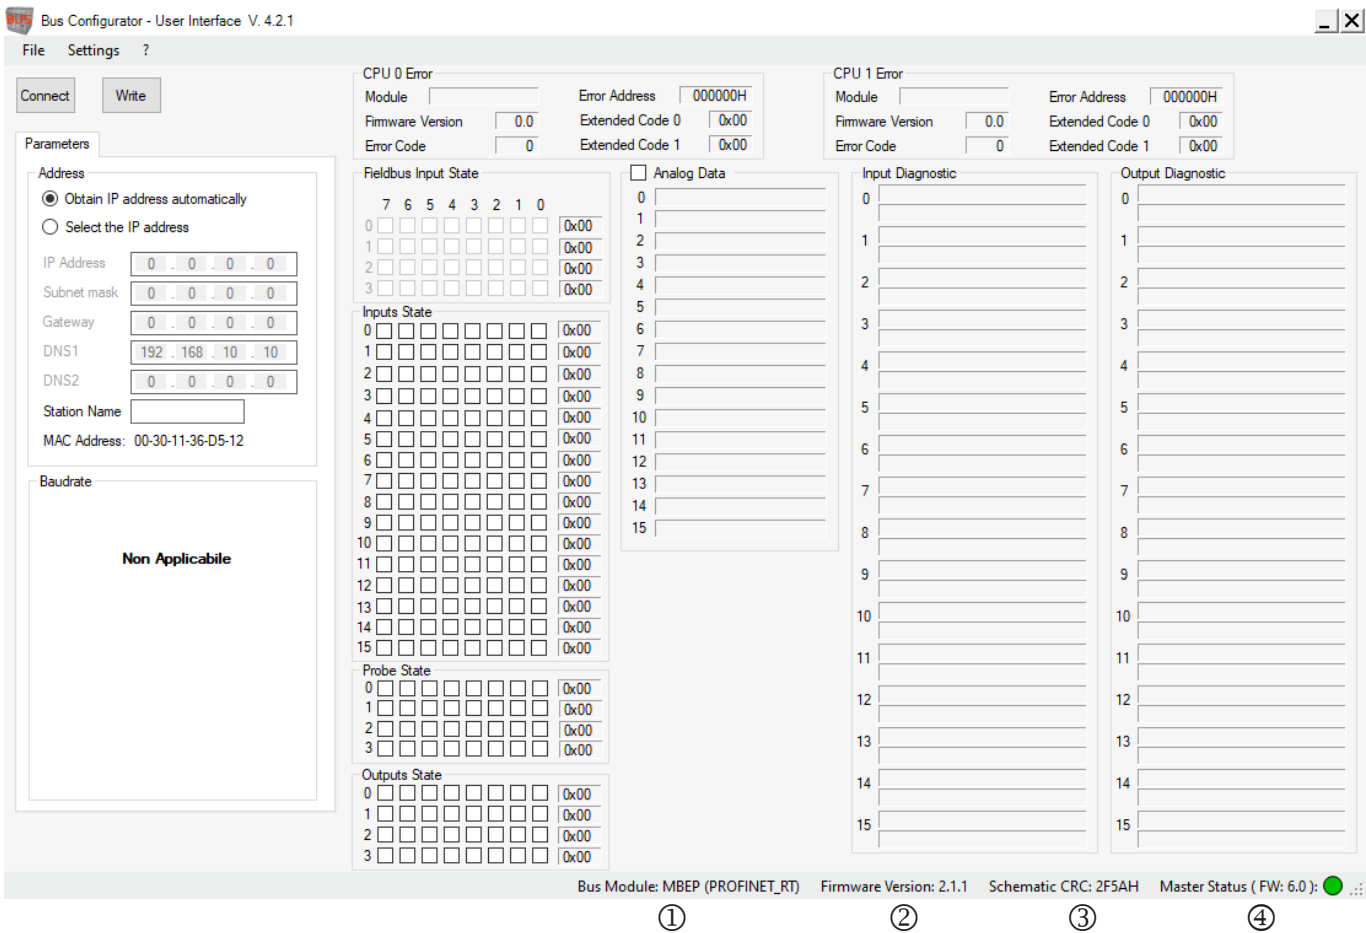 BUS Bus Configurator - User Interface V. 4.2.1
File Settings ?
Connect Write
Parameters
Address
Obtain IP address automatically
Select the IP address
IP Address 0 . 0 . 0 . 0
Subnet mask 0 . 0 . 0 . 0
Gateway 0 . 0 . 0 . 0
DNS1 192 . 168 . 10 . 10
DNS2 0 . 0 . 0 . 0
Station Name
MAC Address: 00-30-11-36-D5-12
Baudrate
Non Applicabile
CPU 0 Error
Module Error Address 000000H
Firmware Version 0.0 Extended Code 0 0x00
Error Code 0 Extended Code 1 0x00
CPU 1 Error
Module Error Address 000000H
Firmware Version 0.0 Extended Code 0 0x00
Error Code 0 Extended Code 1 0x00
Fieldbus Input State
7 6 5 4 3 2 1 0
0 0x00
1 0x00
2 0x00
3 0x00
Inputs State
0 0x00
1 0x00
2 0x00
3 0x00
4 0x00
5 0x00
6 0x00
7 0x00
8 0x00
9 0x00
10 0x00
11 0x00
12 0x00
13 0x00
14 0x00
15 0x00
Probe State
0 0x00
1 0x00
2 0x00
3 0x00
Outputs State
0 0x00
1 0x00
2 0x00
3 0x00
Analog Data
0
1
2
3
4
5
6
7
8
9
10
11
12
13
14
15
Input Diagnostic
0
1
2
3
4
5
6
7
8
9
10
11
12
13
14
15
Output Diagnostic
0
1
2
3
4
5
6
7
8
9
10
11
12
13
14
15
Bus Module: MBEP (PROFINET_RT) Firmware Version: 2.1.1 Schematic CRC: 2F5AH Master Status ( FW: 6.0 ):
① ② ③ ④